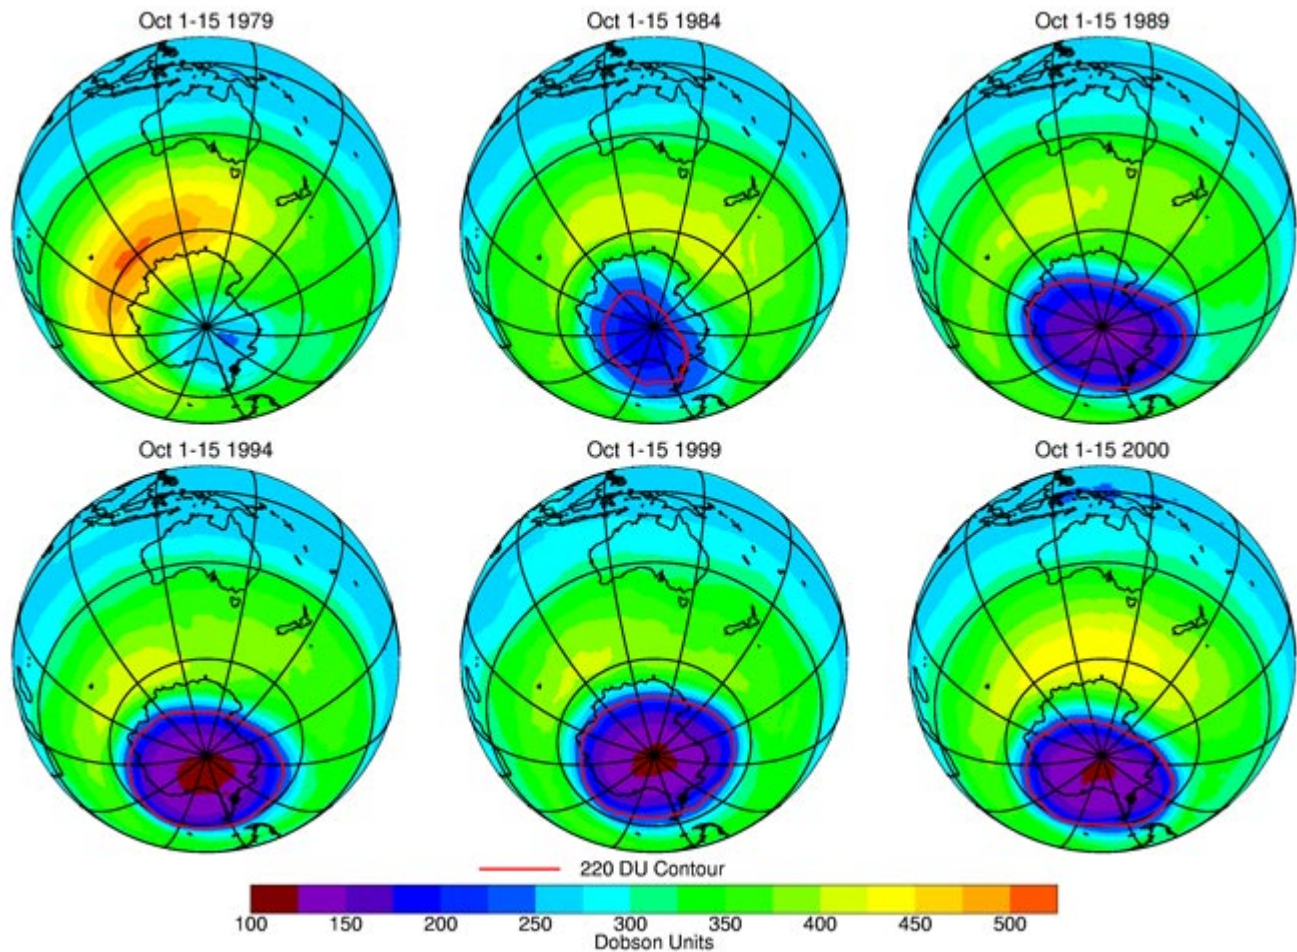 Oct 1-15 1979
Oct 1-15 1984
Oct 1-15 1989
Oct 1-15 1994
Oct 1-15 1999
Oct 1-15 2000
220 DU Contour
100 150 200 250 300 350 400 450 500
Dobson Units